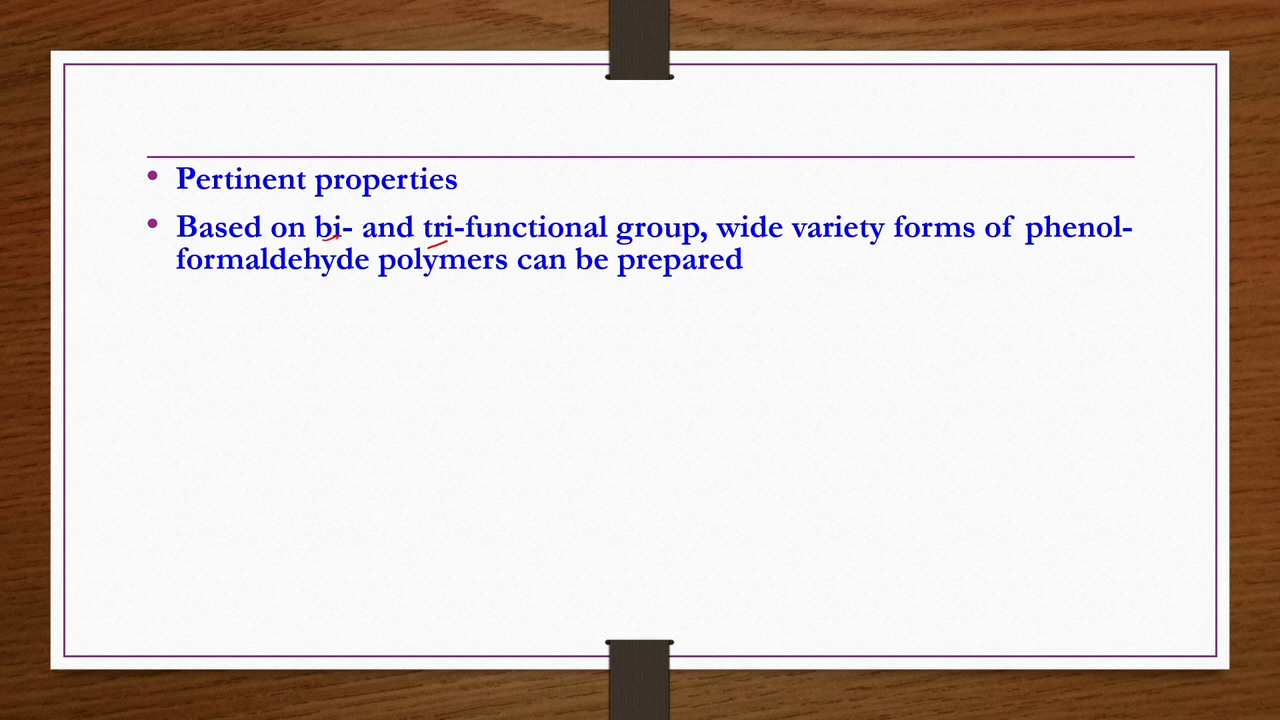 • Pertinent properties
• Based on bi- and tri-functional group, wide variety forms of phenol-
formaldehyde polymers can be prepared